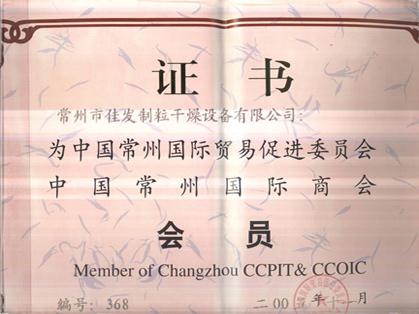 证书
常州市佳发制粒干燥设备有限公司:
为中国常州国际贸易促进委员会
中国常州国际商会
会员
Member of Changzhou CCPIT& CCOIC
编号: 368
二00 年十一月